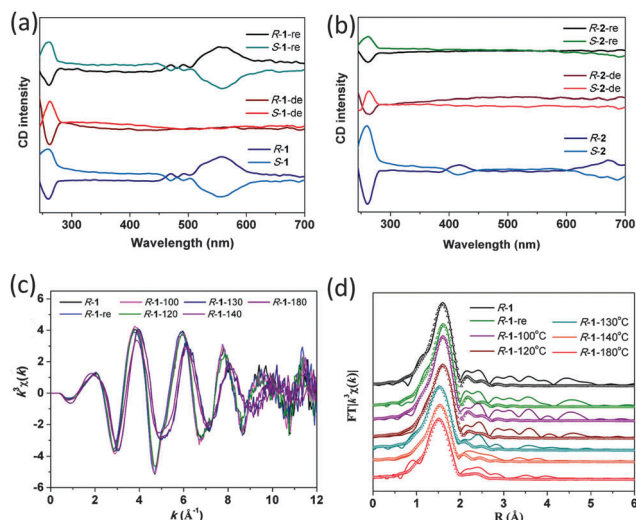 (a)
R-1-re
S-1-re
R-1-de
S-1-de
R-1
S-1
CD intensity
300 400 500 600 700
Wavelength (nm)
(b)
R-2-re
S-2-re
R-2-de
S-2-de
R-2
S-2
CD intensity
300 400 500 600 700
Wavelength (nm)
(c)
R-1 R-1-100 R-1-130 R-1-180
R-1-re R-1-120 R-1-140
k³χ(k)
6
4
2
0
-2
-4
-6
0 2 4 6 8 10 12
k (Å⁻¹)
(d)
R-1
R-1-re
R-1-100°C
R-1-120°C
R-1-130°C
R-1-140°C
R-1-180°C
FT|k³χ(k)|
0 1 2 3 4 5 6
R (Å)